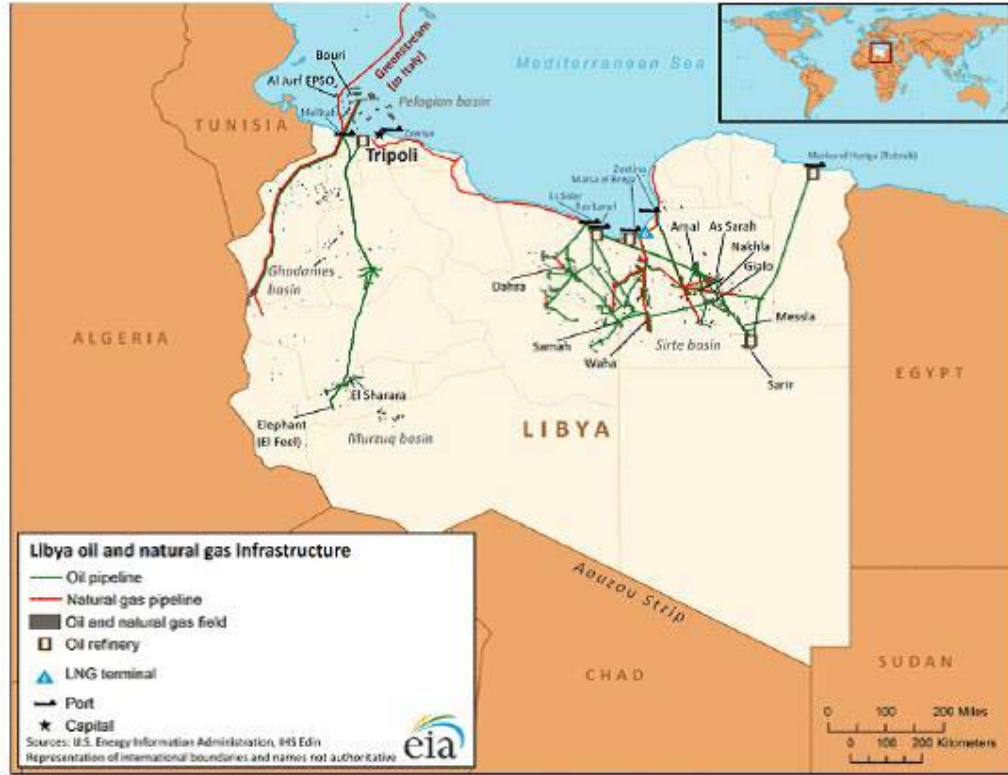 Bouri
Greenstream
(to Italy)
Mediterranean Sea
Al Jurf EPSO
Pelagian basin
Mellitah
TUNISIA
Zawiya
Tripoli
Marsa al Hariga (Tobruk)
Zueitina
Marsa el Brega
Es Sider
Ras Lanuf
Amal
As Sarah
Nakhla
Gialo
Ghadames
basin
Dahra
Messla
ALGERIA
Samah
Waha
Sirte basin
Sarir
EGYPT
El Sharara
Elephant
(El Feel)
Murzuq basin
LIBYA
Aouzou Strip
CHAD
SUDAN
Libya oil and natural gas infrastructure
Oil pipeline
Natural gas pipeline
Oil and natural gas field
Oil refinery
LNG terminal
Port
Capital
Sources: U.S. Energy Information Administration, IHS Edin
Representation of international boundaries and names not authoritative
eia
0 100 200 Miles
0 100 200 Kilometers